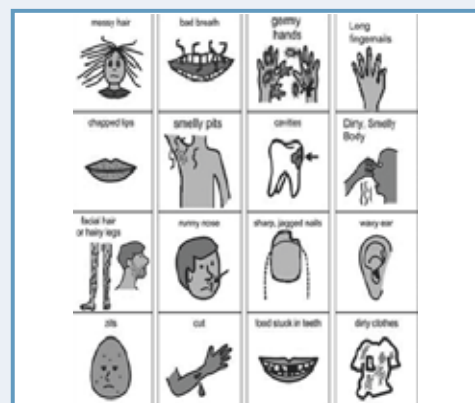 messy hair
bad breath
germy
hands
Long
fingernails
chapped lips
smelly pits
cavities
Dirty, Smelly
Body
facial hair
or hairy legs
runny nose
sharp, jagged nails
waxy ear
zits
cut
food stuck in teeth
dirty clothes